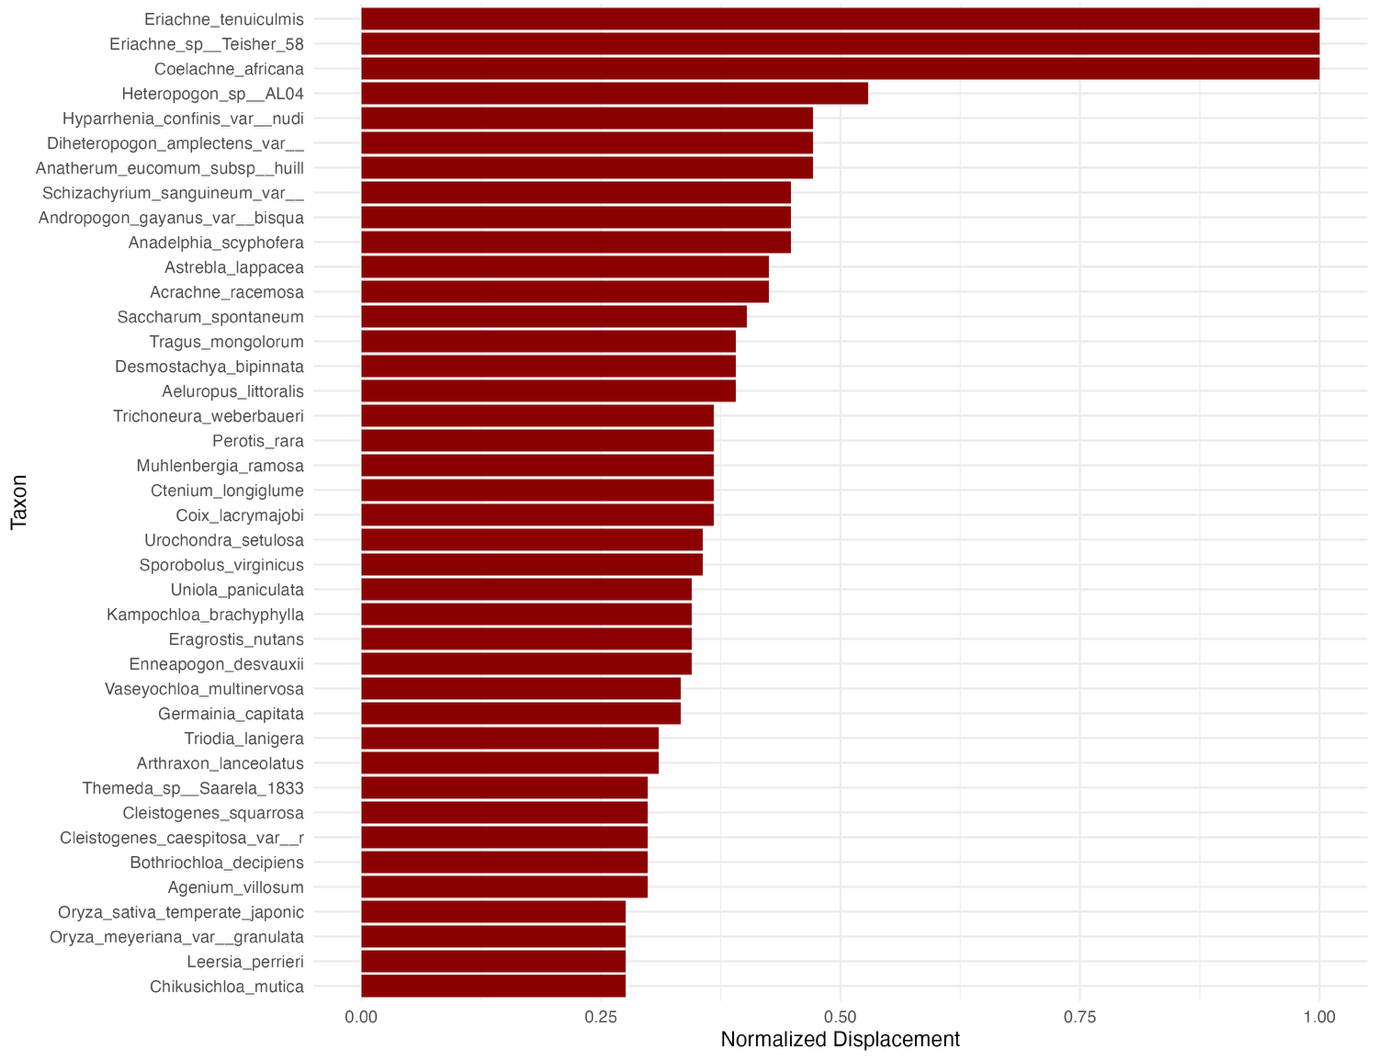 Eriachne_tenuiculmis
Eriachne_sp__Teisher_58
Coelachne_africana
Heteropogon_sp__AL04
Hyparrhenia_confinis_var__nudi
Diheteropogon_amplectens_var__
Anatherum_eucomum_subsp__huill
Schizachyrium_sanguineum_var__
Andropogon_gayanus_var__bisqua
Anadelphia_scyphofera
Astrebla_lappacea
Acrachne_racemosa
Saccharum_spontaneum
Tragus_mongolorum
Desmostachya_bipinnata
Aeluropus_littoralis
Trichoneura_weberbaueri
Perotis_rara
Muhlenbergia_ramosa
Ctenium_longiglume
Coix_lacrymajobi
Urochondra_setulosa
Sporobolus_virginicus
Uniola_paniculata
Kampochloa_brachyphylla
Eragrostis_nutans
Enneapogon_desvauxii
Vaseyochloa_multinervosa
Germainia_capitata
Triodia_lanigera
Arthraxon_lanceolatus
Themeda_sp__Saarela_1833
Cleistogenes_squarrosa
Cleistogenes_caespitosa_var__r
Bothriochloa_decipiens
Agenium_villosum
Oryza_sativa_temperate_japonic
Oryza_meyeriana_var__granulata
Leersia_perrieri
Chikusichloa_mutica
Taxon
0.00 0.25 0.50 0.75 1.00
Normalized Displacement